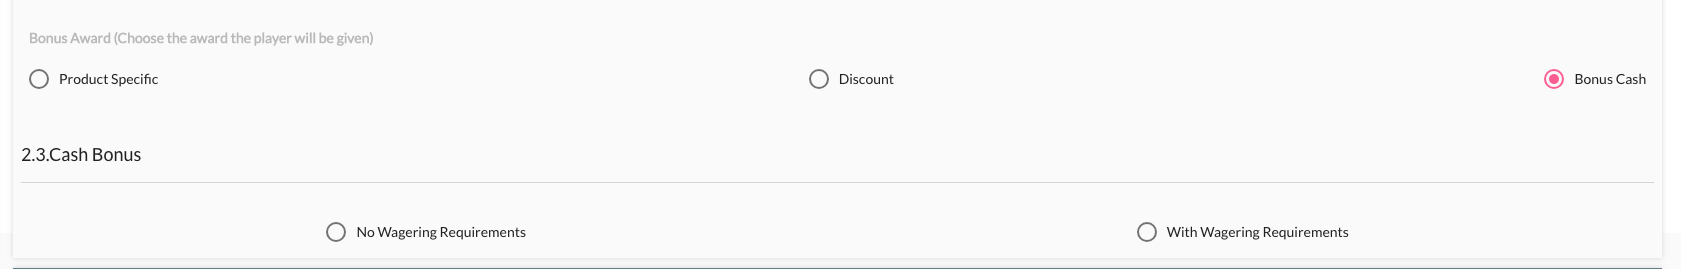 Bonus Award (Choose the award the player will be given)
Product Specific Discount Bonus Cash
2.3.Cash Bonus
No Wagering Requirements With Wagering Requirements